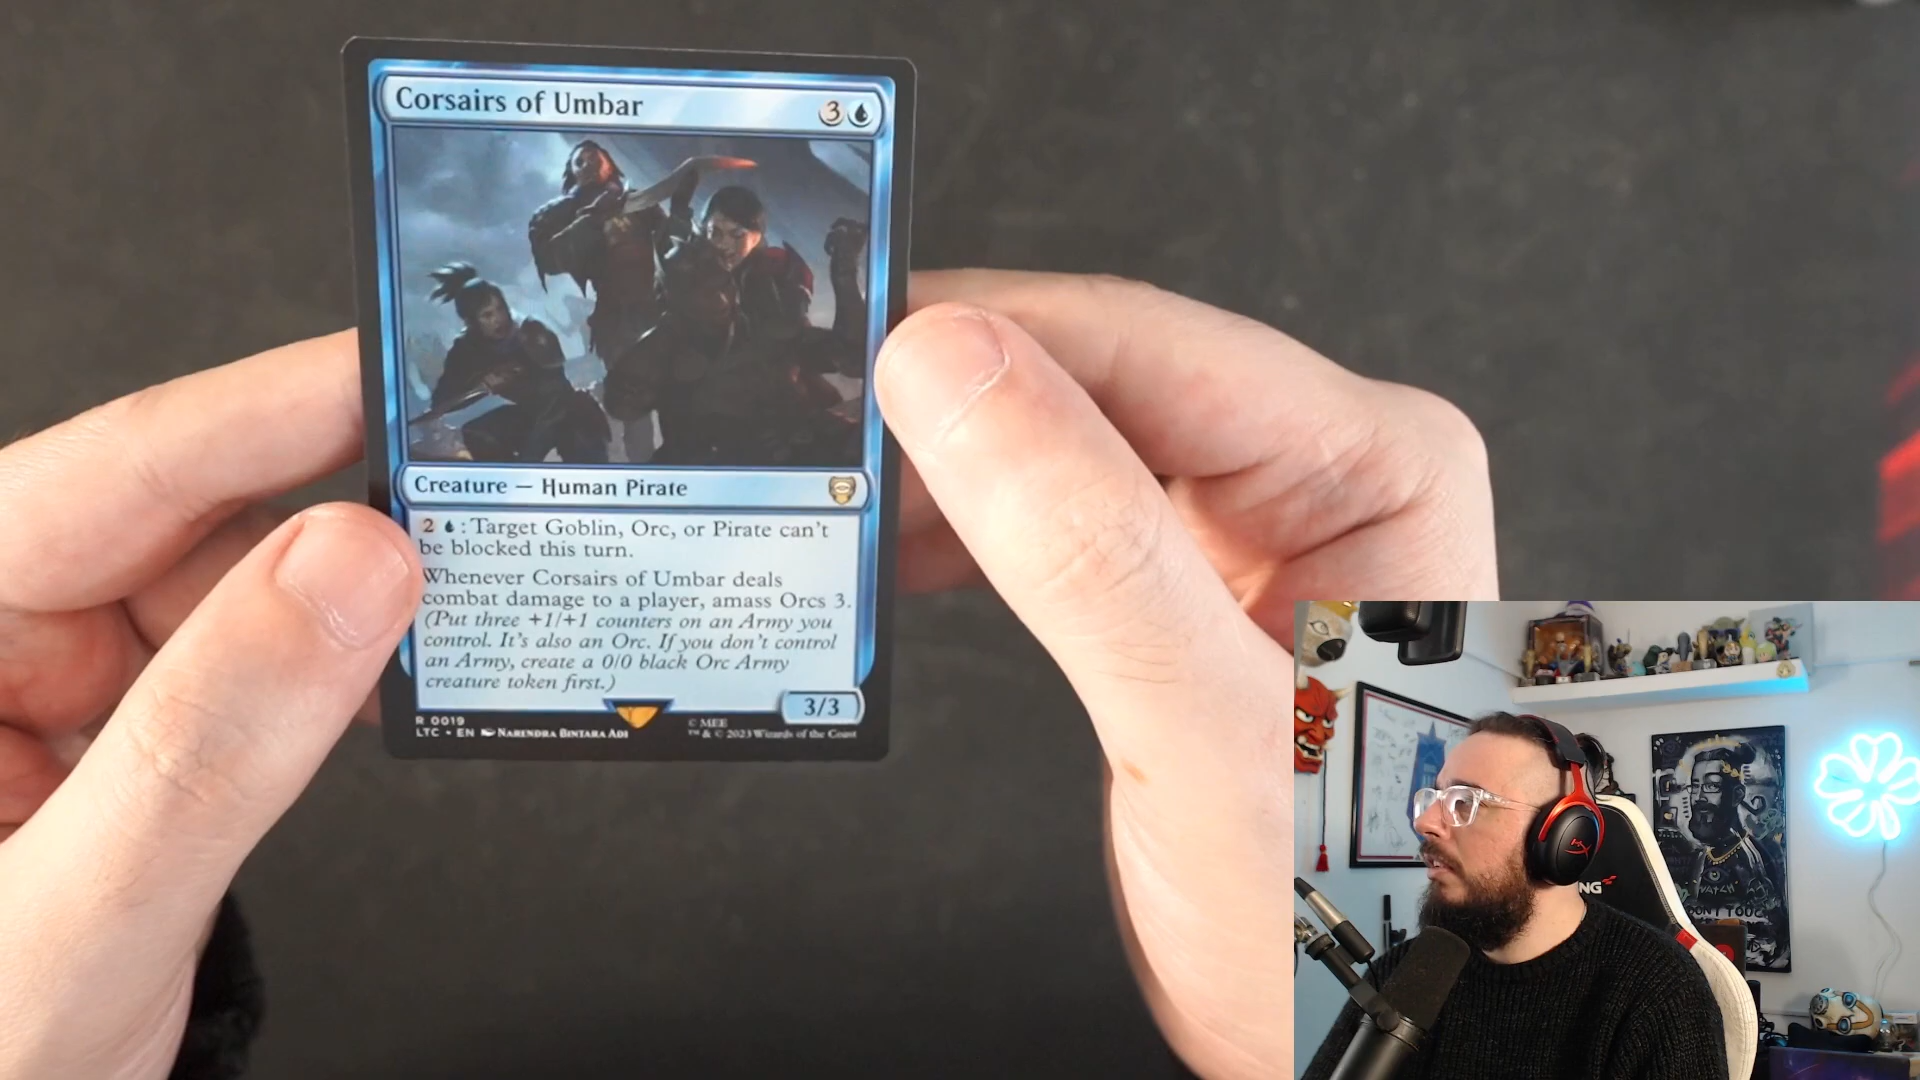 Corsairs of Umbar
3
Creature — Human Pirate
2 : Target Goblin, Orc, or Pirate can't
be blocked this turn.
Whenever Corsairs of Umbar deals
combat damage to a player, amass Orcs 3.
(Put three +1/+1 counters on an Army you
control. It's also an Orc. If you don't control
an Army, create a 0/0 black Orc Army
creature token first.)
3/3
R 0019
LTC • EN Narendra Bintara Adi
© MEE
™ & © 2023 Wizards of the Coast
NG